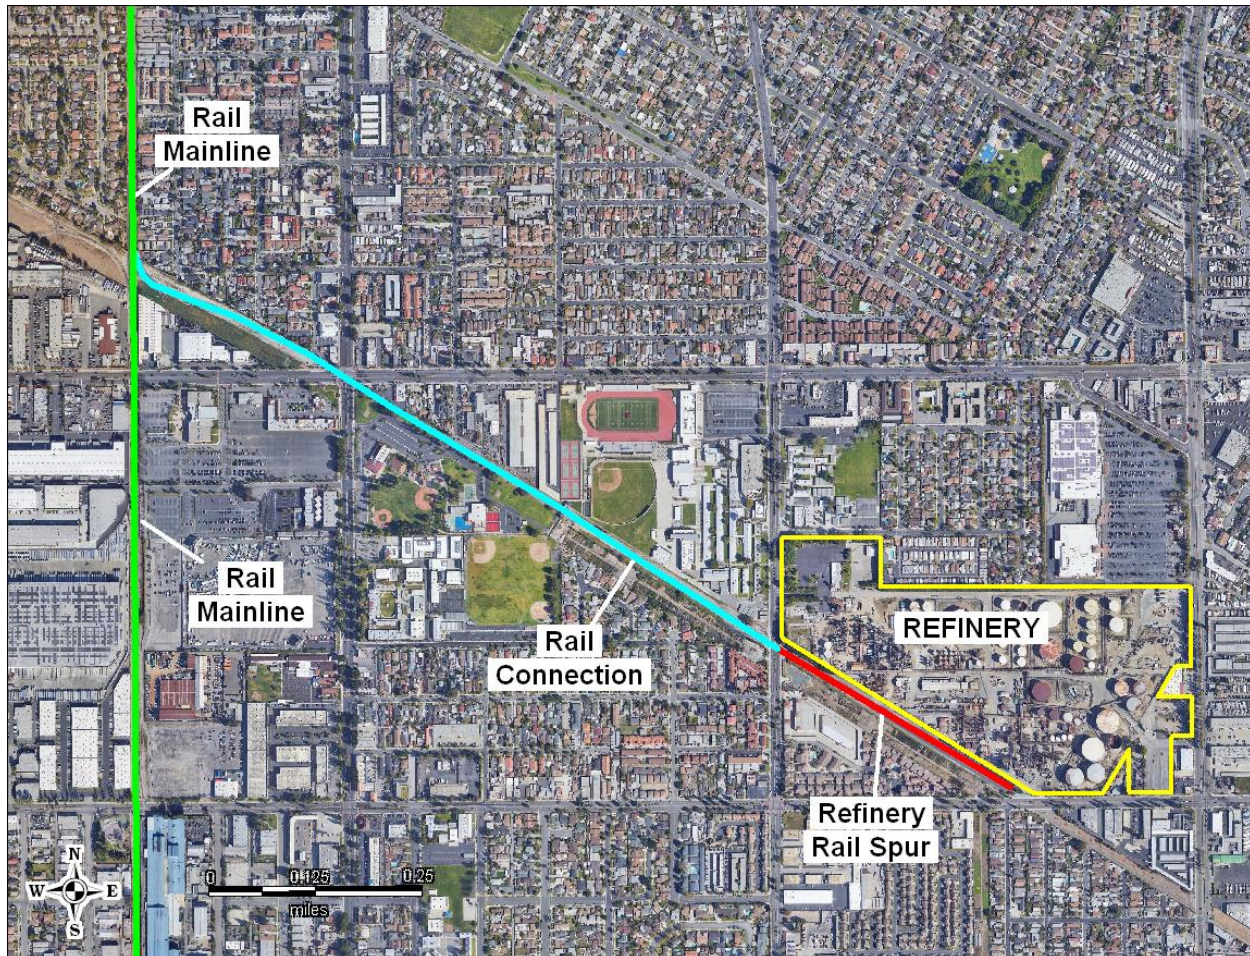 Rail
Mainline
Rail
Mainline
REFINERY
Rail
Connection
Refinery
Rail Spur
N
W E
S
0 0.125 0.25
miles